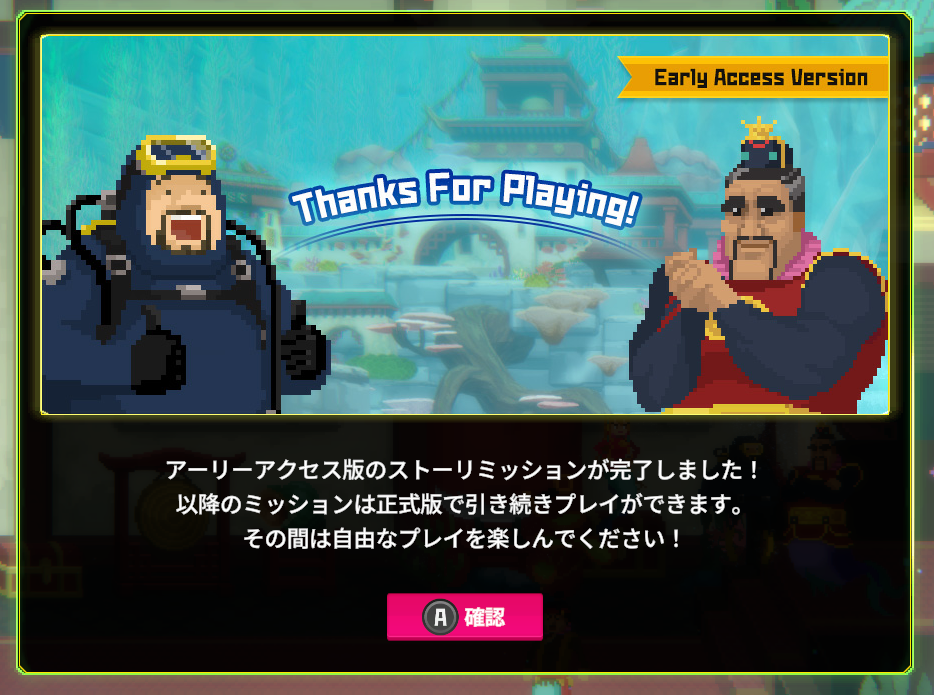 Early Access Version
Thanks For Playing!
アーリーアクセス版のストーリミッションが完了しました！
以降のミッションは正式版で引き続きプレイができます。
その間は自由なプレイを楽しんでください！
A 確認